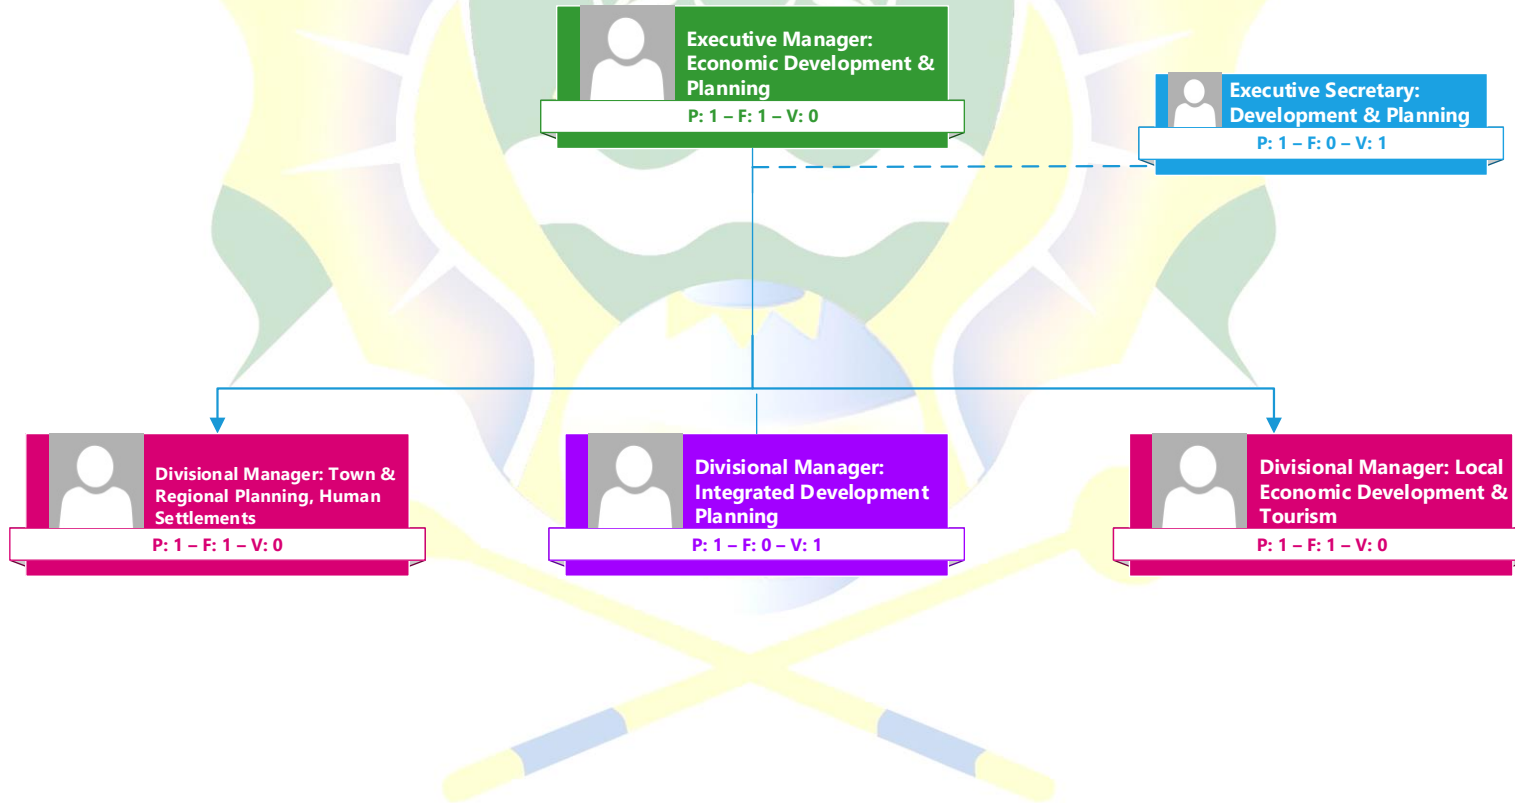 Executive Manager:
Economic Development &
Planning
P: 1 – F: 1 – V: 0
Executive Secretary:
Development & Planning
P: 1 – F: 0 – V: 1
Divisional Manager: Town &
Regional Planning, Human
Settlements
P: 1 – F: 1 – V: 0
Divisional Manager:
Integrated Development
Planning
P: 1 – F: 0 – V: 1
Divisional Manager: Local
Economic Development &
Tourism
P: 1 – F: 1 – V: 0